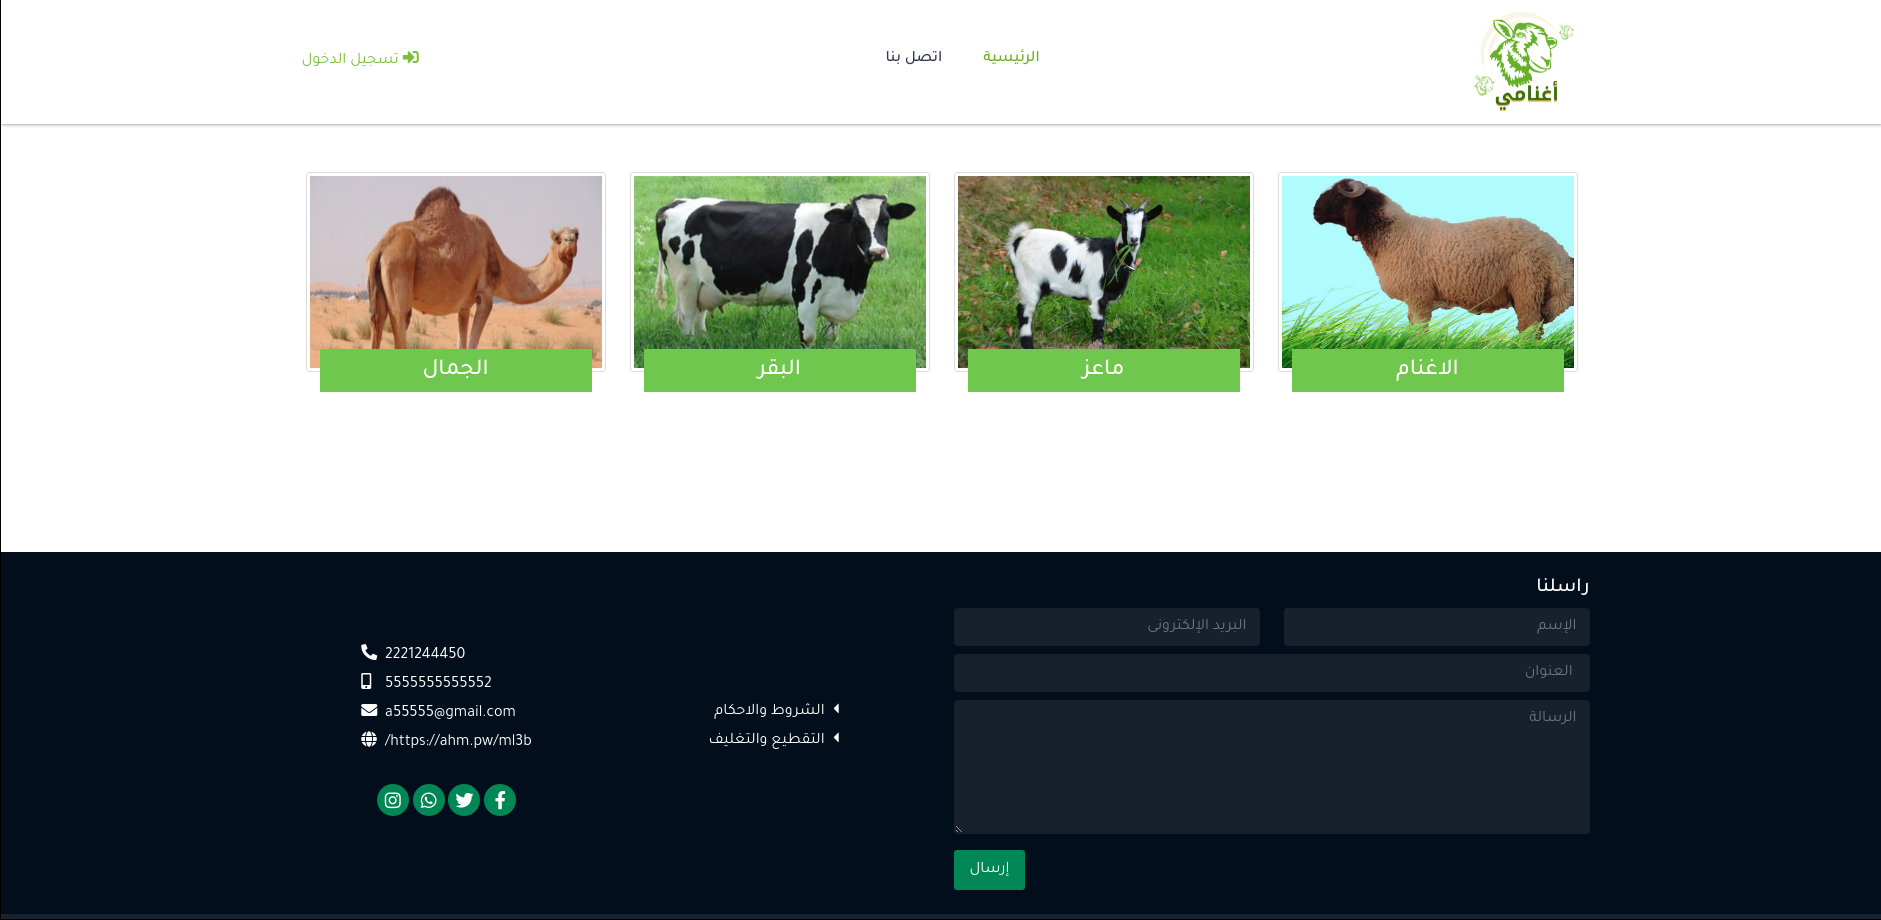 أغنامي
الرئيسية
اتصل بنا
تسجيل الدخول
الاغنام
ماعز
البقر
الجمال
راسلنا
الإسم
البريد الإلكترونى
العنوان
الرسالة
إرسال
الشروط والاحكام
التقطيع والتغليف
2221244450
5555555555552
a55555@gmail.com
/https://ahm.pw/ml3b